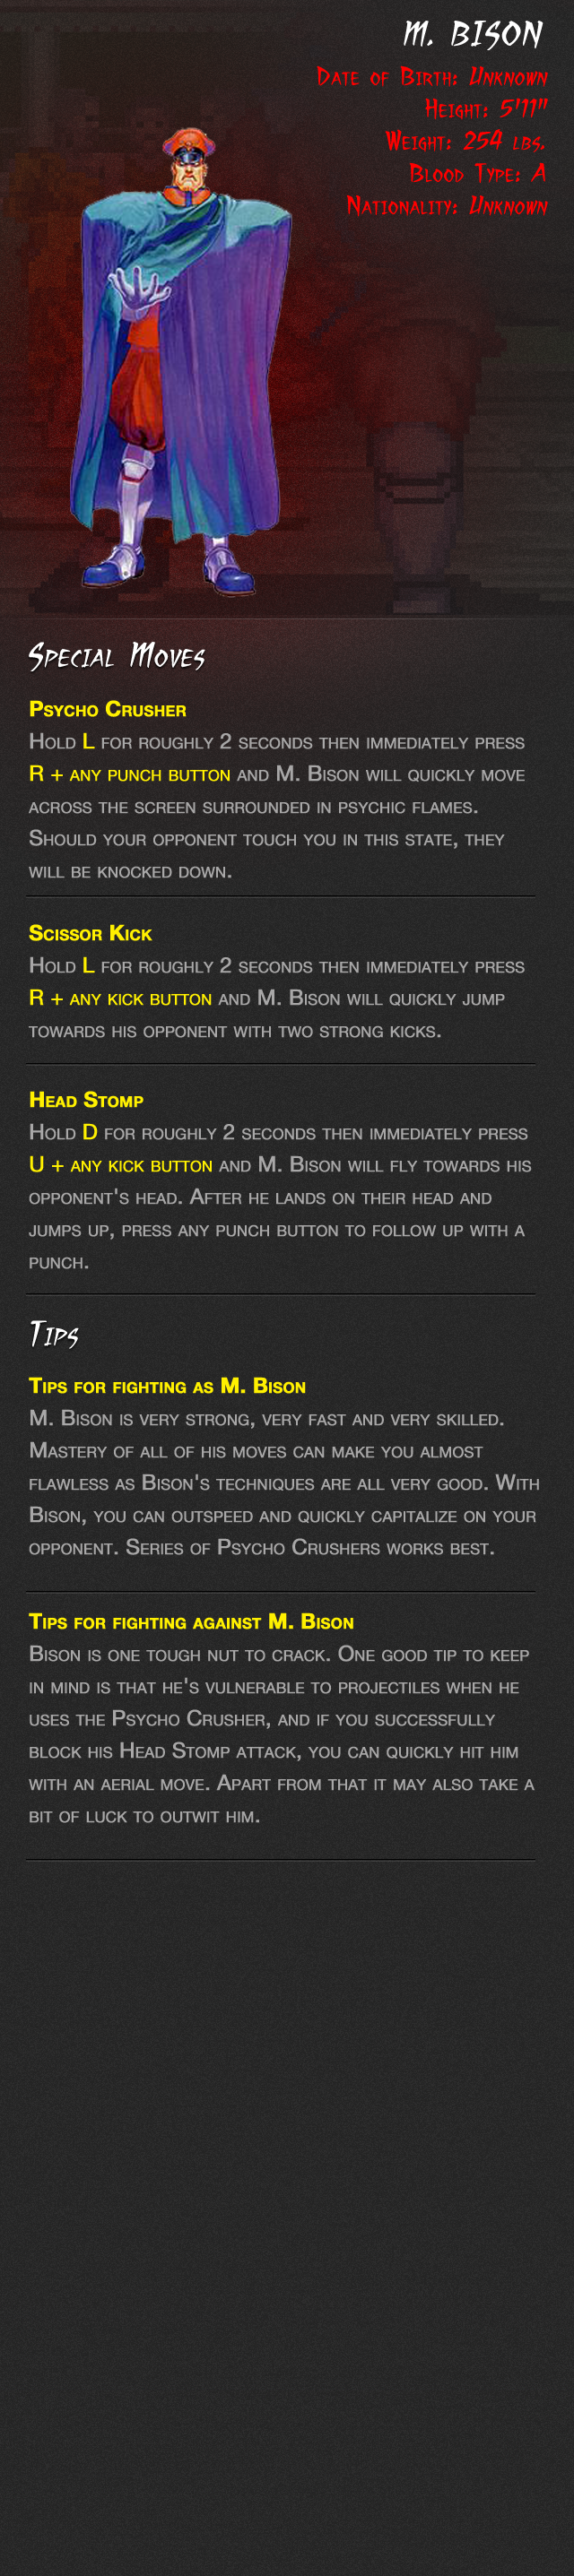 M. BISON
Date of Birth: Unknown
Height: 5'11"
Weight: 254 lbs.
Blood Type: A
Nationality: Unknown
Special Moves
Psycho Crusher
Hold L for roughly 2 seconds then immediately press
R + any punch button and M. Bison will quickly move
across the screen surrounded in psychic flames.
Should your opponent touch you in this state, they
will be knocked down.
Scissor Kick
Hold L for roughly 2 seconds then immediately press
R + any kick button and M. Bison will quickly jump
towards his opponent with two strong kicks.
Head Stomp
Hold D for roughly 2 seconds then immediately press
U + any kick button and M. Bison will fly towards his
opponent's head. After he lands on their head and
jumps up, press any punch button to follow up with a
punch.
Tips
Tips for fighting as M. Bison
M. Bison is very strong, very fast and very skilled.
Mastery of all of his moves can make you almost
flawless as Bison's techniques are all very good. With
Bison, you can outspeed and quickly capitalize on your
opponent. Series of Psycho Crushers works best.
Tips for fighting against M. Bison
Bison is one tough nut to crack. One good tip to keep
in mind is that he's vulnerable to projectiles when he
uses the Psycho Crusher, and if you successfully
block his Head Stomp attack, you can quickly hit him
with an aerial move. Apart from that it may also take a
bit of luck to outwit him.